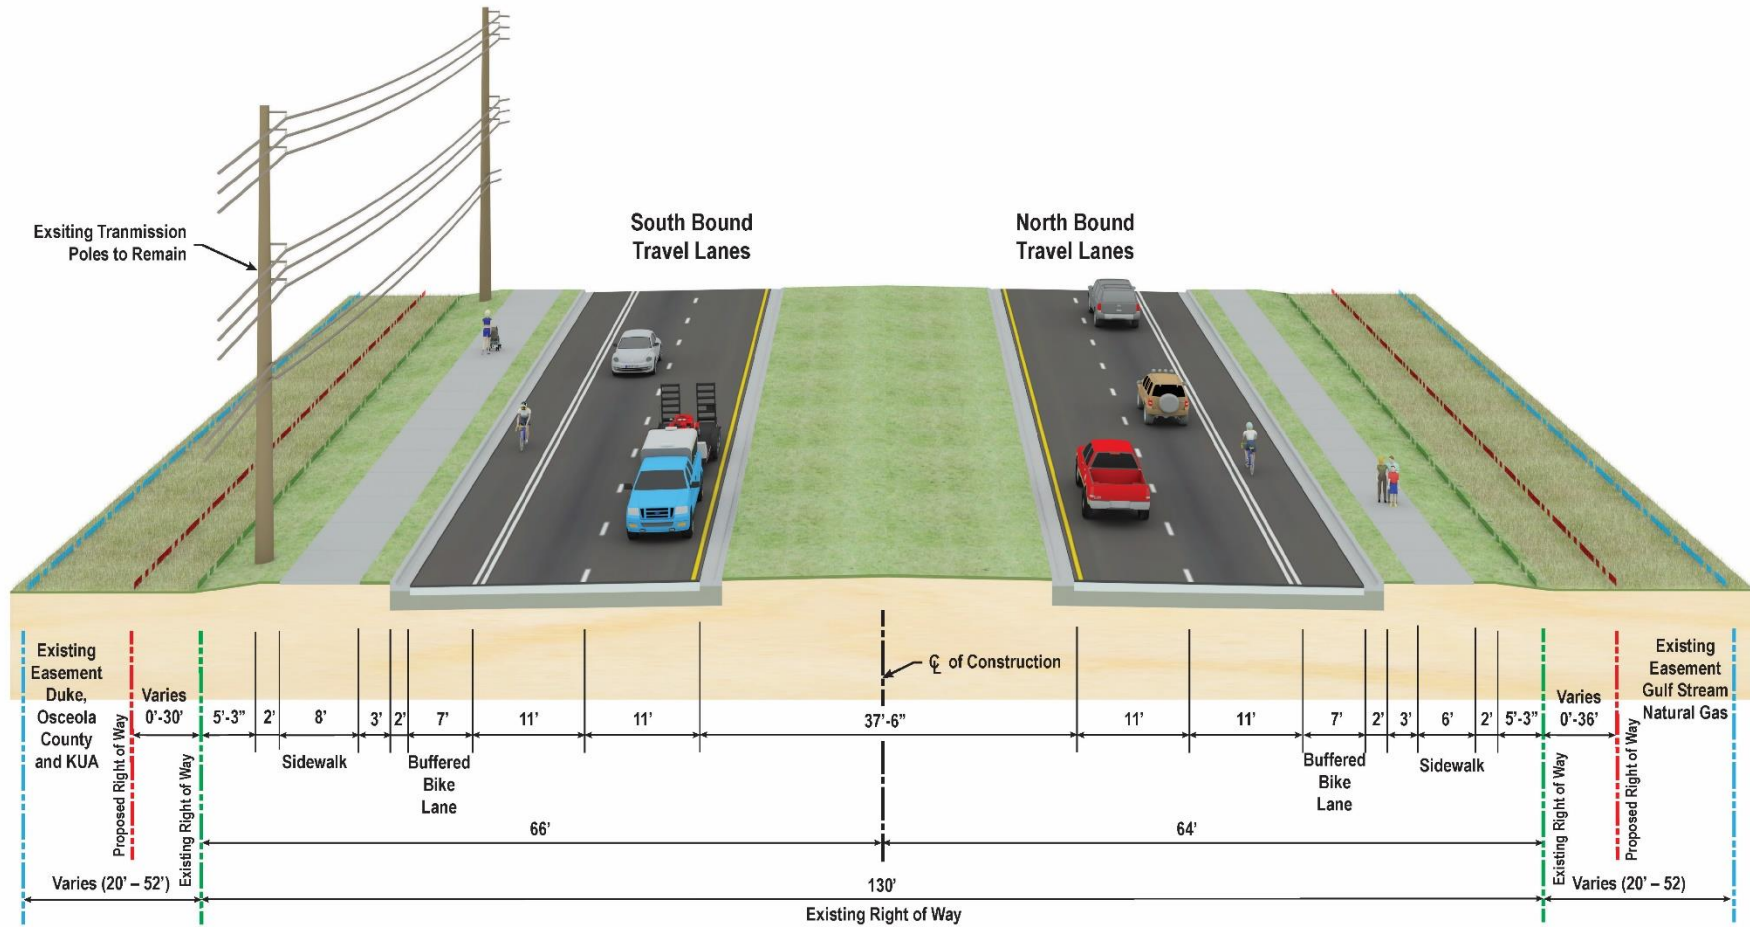 South Bound
Travel Lanes
North Bound
Travel Lanes
Exsiting Tranmission
Poles to Remain
Existing
Easement
Duke,
Osceola
County
and KUA
Proposed Right of Way
Varies
0’-30’
Existing Right of Way
5’-3”
2’
8’
Sidewalk
3’
2’
7’
Buffered
Bike
Lane
11’
11’
37’-6”
℄ of Construction
11’
11’
7’
Buffered
Bike
Lane
2’
3’
6’
Sidewalk
2’
5’-3”
Existing Right of Way
Varies
0’-36’
Proposed Right of Way
Existing
Easement
Gulf Stream
Natural Gas
66’
64’
Varies (20’ – 52’)
130’
Existing Right of Way
Varies (20’ – 52)